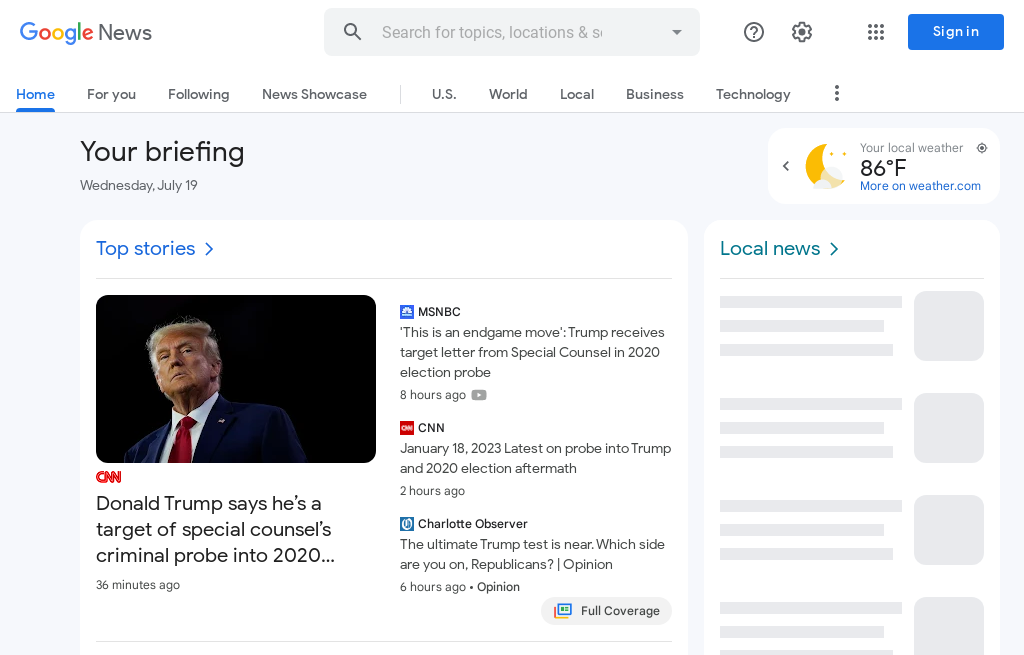 Google News
Search for topics, locations & s
Sign in
Home
For you
Following
News Showcase
U.S.
World
Local
Business
Technology
Your briefing
Wednesday, July 19
Your local weather
86°F
More on weather.com
Top stories
CNN
Donald Trump says he’s a
target of special counsel’s
criminal probe into 2020...
36 minutes ago
MSNBC
'This is an endgame move': Trump receives
target letter from Special Counsel in 2020
election probe
8 hours ago
CNN
January 18, 2023 Latest on probe into Trump
and 2020 election aftermath
2 hours ago
Charlotte Observer
The ultimate Trump test is near. Which side
are you on, Republicans? | Opinion
6 hours ago • Opinion
Full Coverage
Local news